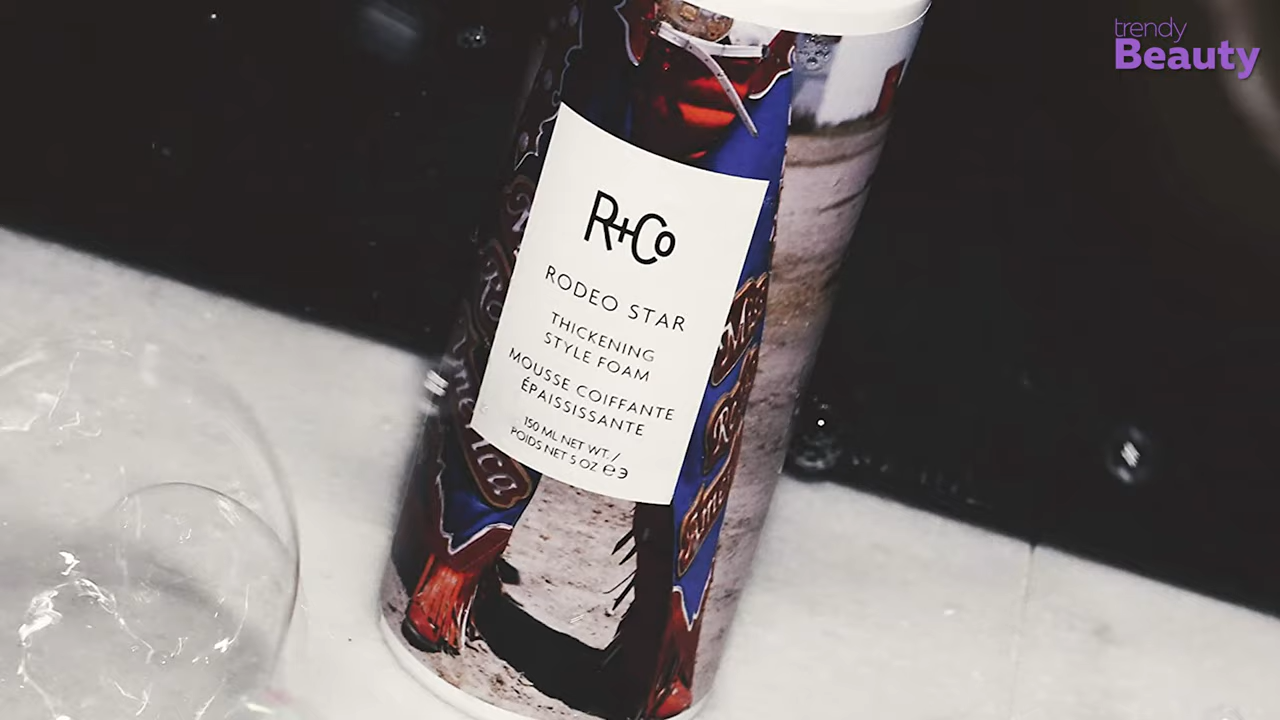 trendy
Beauty
R+Co
RODEO STAR
THICKENING
STYLE FOAM
MOUSSE COIFFANTE
ÉPAISSISSANTE
150 ML NET WT. /
POIDS NET 5 OZ ℮